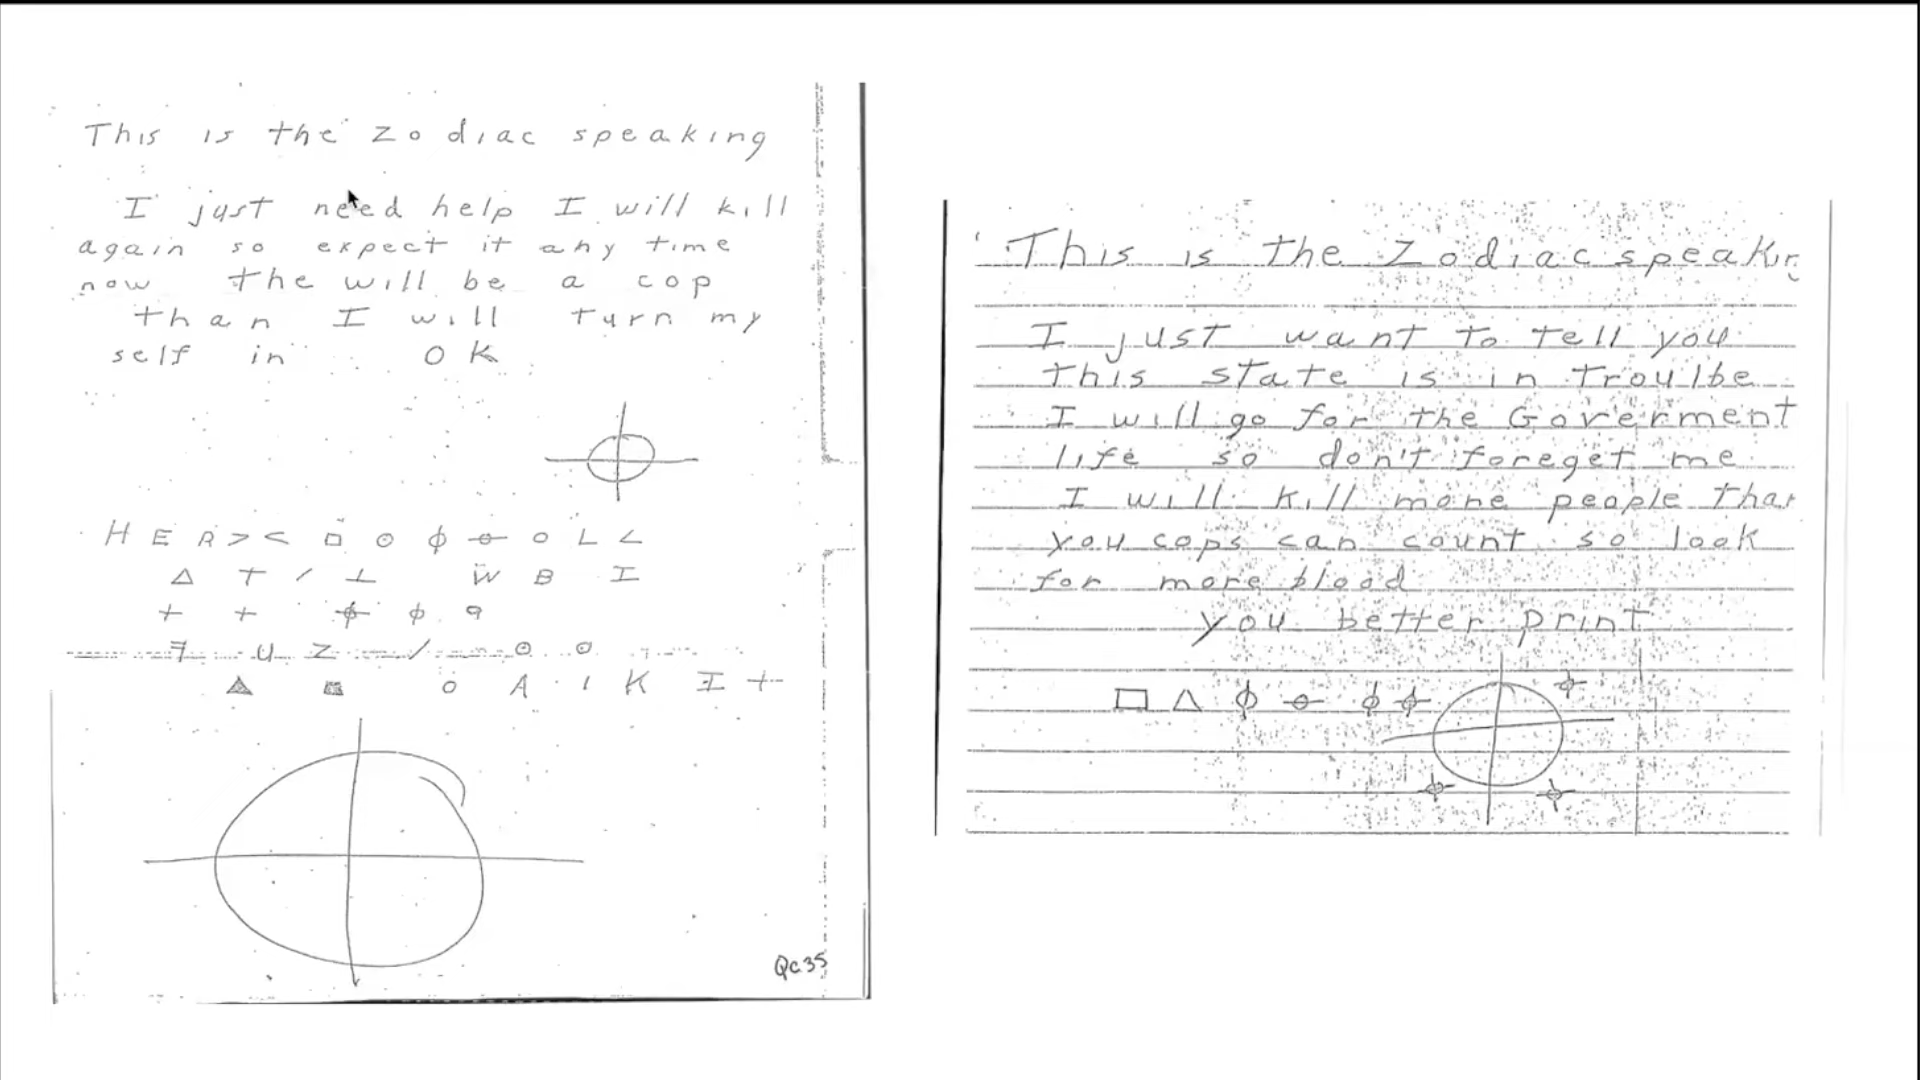 This is the Zodiac speaking
I just need help I will kill
again so expect it any time
now the will be a cop
than I will turn my
self in OK
H E R > < □ ⊙ ϕ ⊖ O L <
△ T / ⊥ W B I
+ + ϕ 9
7 U Z / O O
▲ ■ O A I K I +
Qc35
This is the Zodiac speakin
I just want to tell you
this state is in troulbe
I will go for the Goverment
life so don't foreget me
I will kill more people than
you cops can count so look
for more blood
you better print
□ △ ϕ ⊖ ϕ